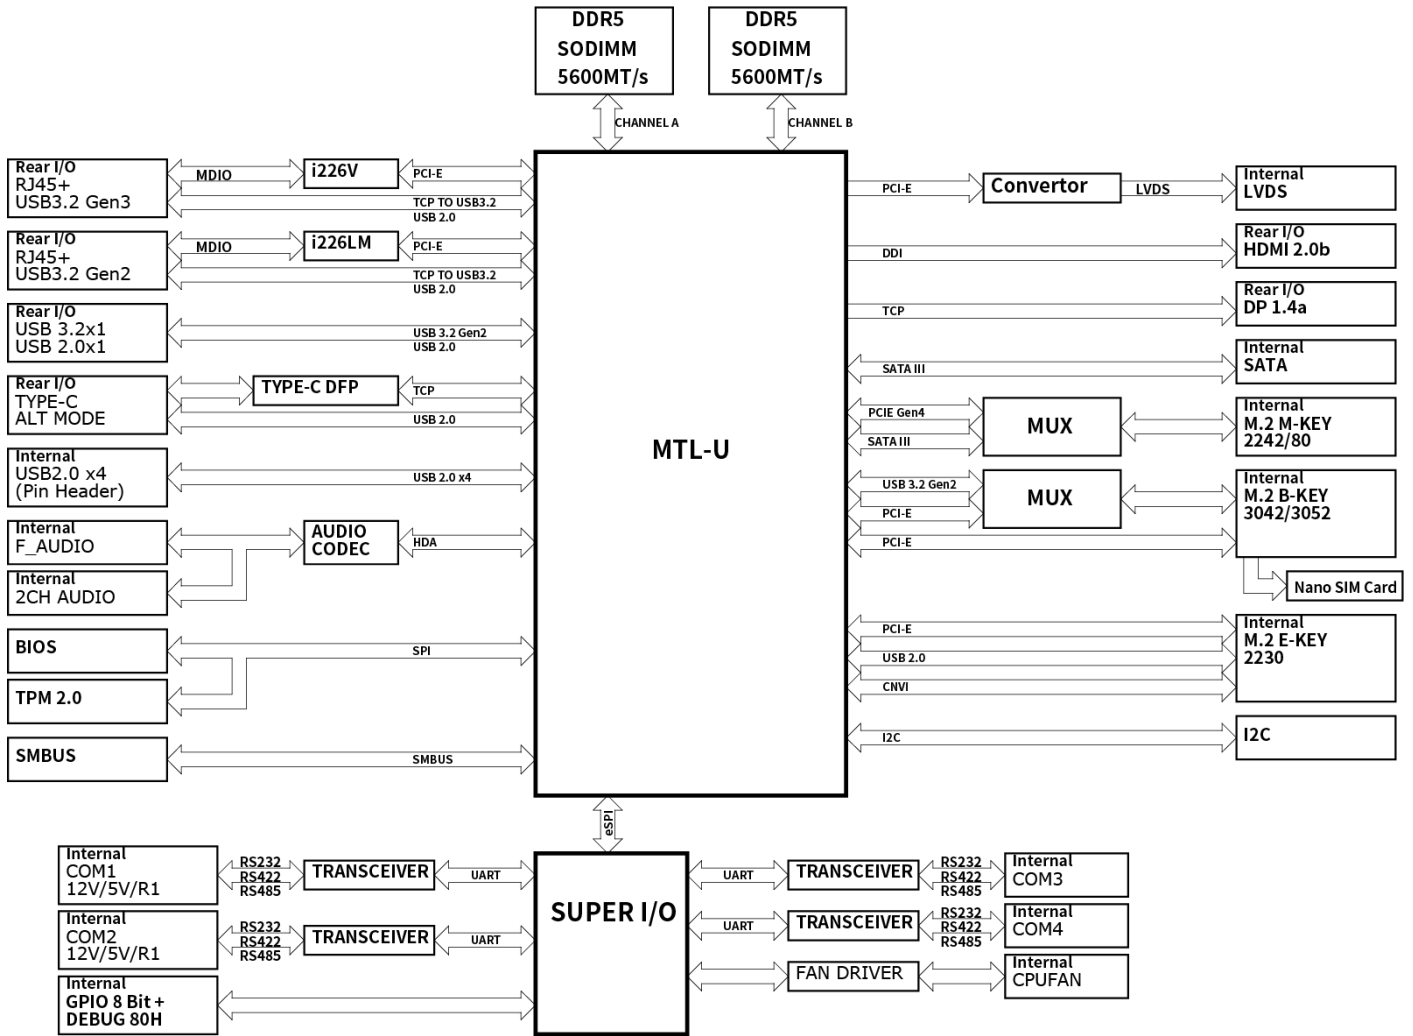 DDR5
SODIMM
5600MT/s
DDR5
SODIMM
5600MT/s
CHANNEL A
CHANNEL B
Rear I/O
RJ45+
USB3.2 Gen3
MDIO
i226V
PCI-E
TCP TO USB3.2
USB 2.0
Rear I/O
RJ45+
USB3.2 Gen2
MDIO
i226LM
PCI-E
TCP TO USB3.2
USB 2.0
Rear I/O
USB 3.2x1
USB 2.0x1
USB 3.2 Gen2
USB 2.0
Rear I/O
TYPE-C
ALT MODE
TYPE-C DFP
TCP
USB 2.0
Internal
USB2.0 x4
(Pin Header)
USB 2.0 x4
Internal
F_AUDIO
AUDIO
CODEC
HDA
Internal
2CH AUDIO
BIOS
SPI
TPM 2.0
SMBUS
SMBUS
MTL-U
PCI-E
Convertor
LVDS
Internal
LVDS
DDI
Rear I/O
HDMI 2.0b
TCP
Rear I/O
DP 1.4a
SATA III
Internal
SATA
PCIE Gen4
SATA III
MUX
Internal
M.2 M-KEY
2242/80
USB 3.2 Gen2
PCI-E
MUX
PCI-E
Internal
M.2 B-KEY
3042/3052
Nano SIM Card
PCI-E
USB 2.0
CNVI
Internal
M.2 E-KEY
2230
I2C
I2C
eSPI
Internal
COM1
12V/5V/R1
RS232
RS422
RS485
TRANSCEIVER
UART
Internal
COM2
12V/5V/R1
RS232
RS422
RS485
TRANSCEIVER
UART
Internal
GPIO 8 Bit +
DEBUG 80H
SUPER I/O
UART
TRANSCEIVER
RS232
RS422
RS485
Internal
COM3
UART
TRANSCEIVER
RS232
RS422
RS485
Internal
COM4
FAN DRIVER
Internal
CPUFAN